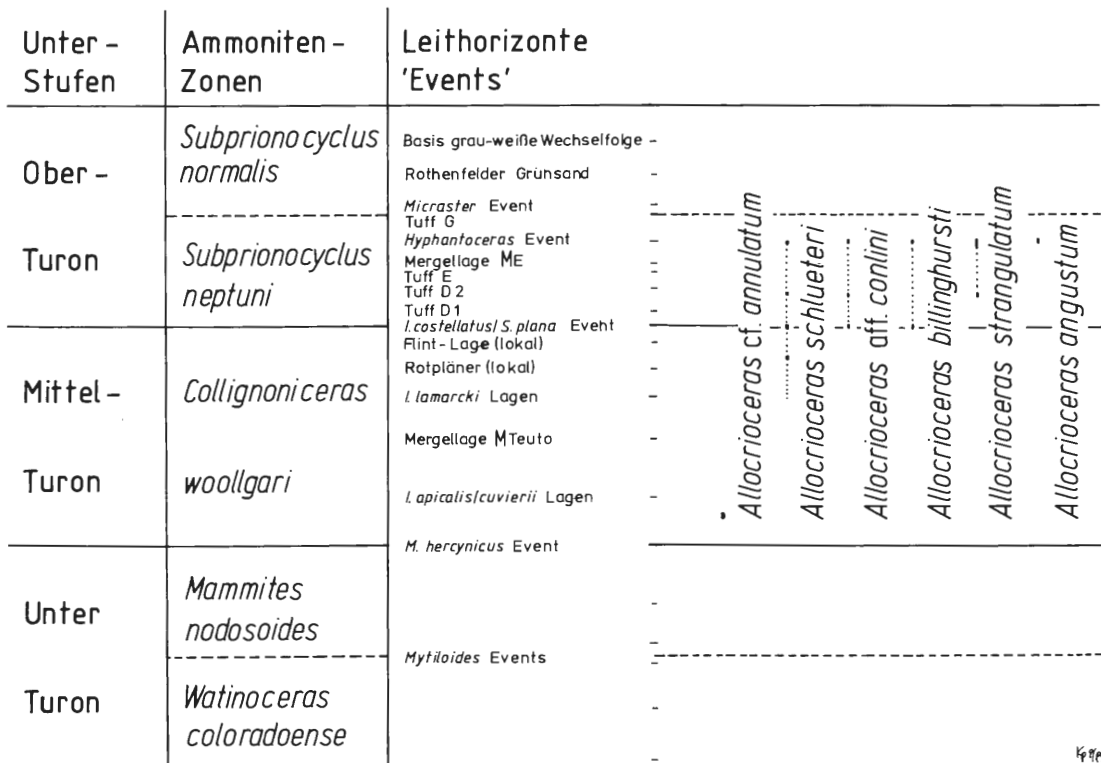 Unter-
Stufen
Ammoniten-
Zonen
Leithorizonte
'Events'
Ober-
Turon
Subprionocyclus
normalis
Subprionocyclus
neptuni
Basis grau-weiße Wechselfolge
Rothenfelder Grünsand
Micraster Event
Tuff G
Hyphantoceras Event
Mergellage ME
Tuff E
Tuff D2
Tuff D1
I. costellatus/S. plana Event
Flint-Lage (lokal)
Rotpläner (lokal)
I. lamarcki Lagen
Mergellage MTeuto
I. apicalis/cuvierii Lagen
M. hercynicus Event
Mittel-
Turon
Collignoniceras
woollgari
Unter
Turon
Mammites
nodosoides
Watinoceras
coloradoense
Mytiloides Events
Allocrioceras cf. annulatum
Allocrioceras schlueteri
Allocrioceras aff. conlini
Allocrioceras billinghursti
Allocrioceras strangulatum
Allocrioceras angustum